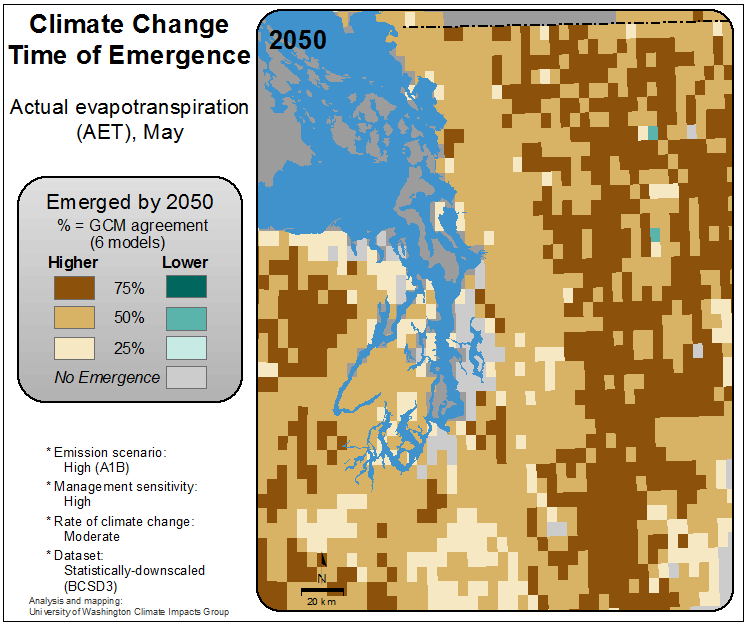 Climate Change
Time of Emergence
Actual evapotranspiration
(AET), May
Emerged by 2050
% = GCM agreement
(6 models)
Higher Lower
75%
50%
25%
No Emergence
* Emission scenario:
High (A1B)
* Management sensitivity:
High
* Rate of climate change:
Moderate
* Dataset:
Statistically-downscaled
(BCSD3)
Analysis and mapping:
University of Washington Climate Impacts Group
2050
N
20 km